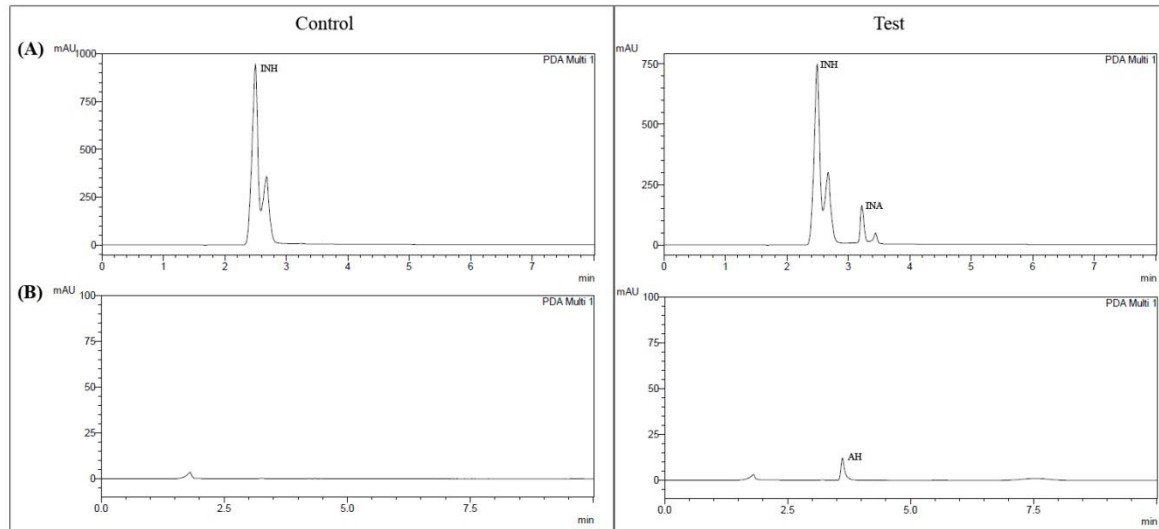 Control
Test
(A)
mAU
PDA Multi 1
1000
750
500
250
0
INH
0 1 2 3 4 5 6 7
min
mAU
PDA Multi 1
750
500
250
0
INH
INA
0 1 2 3 4 5 6 7
min
(B)
mAU
PDA Multi 1
100
75
50
25
0
0.0 2.5 5.0 7.5
min
mAU
PDA Multi 1
100
75
50
25
0
AH
0.0 2.5 5.0 7.5
min